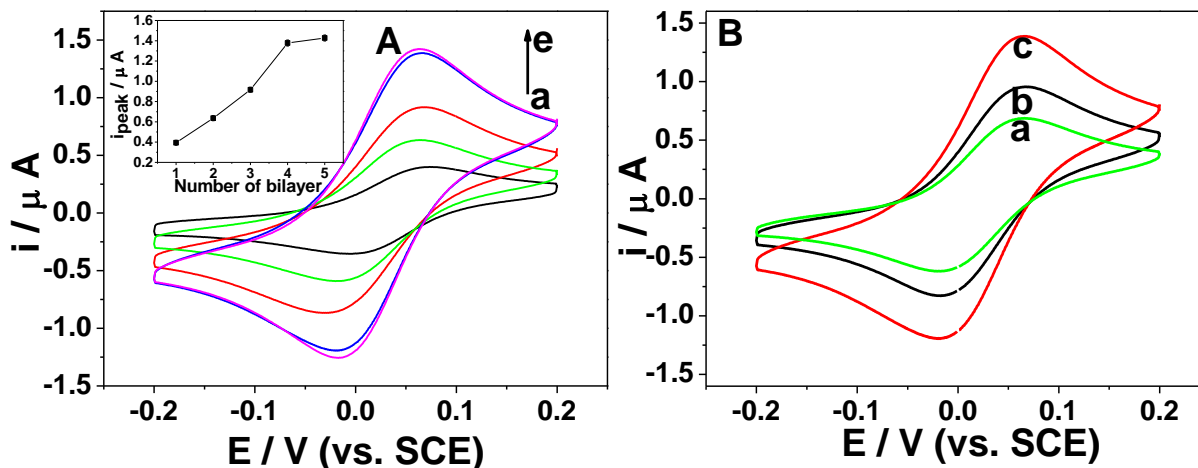 A
e
a
i / μ A
1.5
1.0
0.5
0.0
-0.5
-1.0
-1.5
-0.2 -0.1 0.0 0.1 0.2
E / V (vs. SCE)
ipeak / μ A
1.6
1.4
1.2
1.0
0.8
0.6
0.4
0.2
1 2 3 4 5
Number of bilayer
B
c
b
a
i / μ A
1.5
1.0
0.5
0.0
-0.5
-1.0
-1.5
-0.2 -0.1 0.0 0.1 0.2
E / V (vs. SCE)